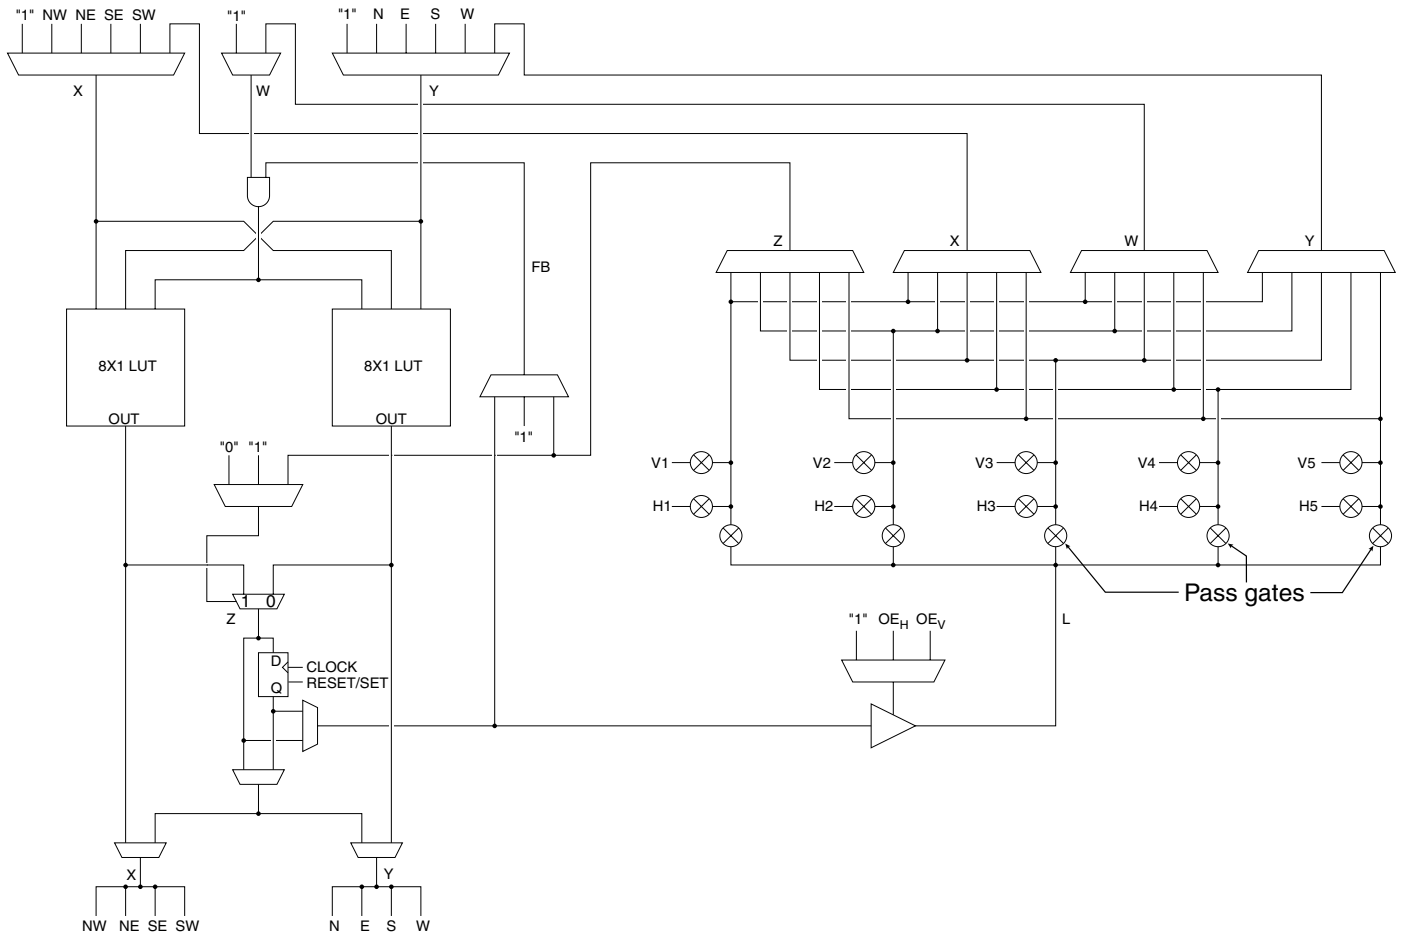 "1" NW NE SE SW
"1"
"1" N E S W
X
W
Y
Z
X
W
Y
FB
8X1 LUT
OUT
8X1 LUT
OUT
"1"
"0" "1"
V1
V2
V3
V4
V5
H1
H2
H3
H4
H5
Pass gates
1 0
Z
"1" OEH OEV
L
D
Q
CLOCK
RESET/SET
X
Y
NW NE SE SW
N E S W